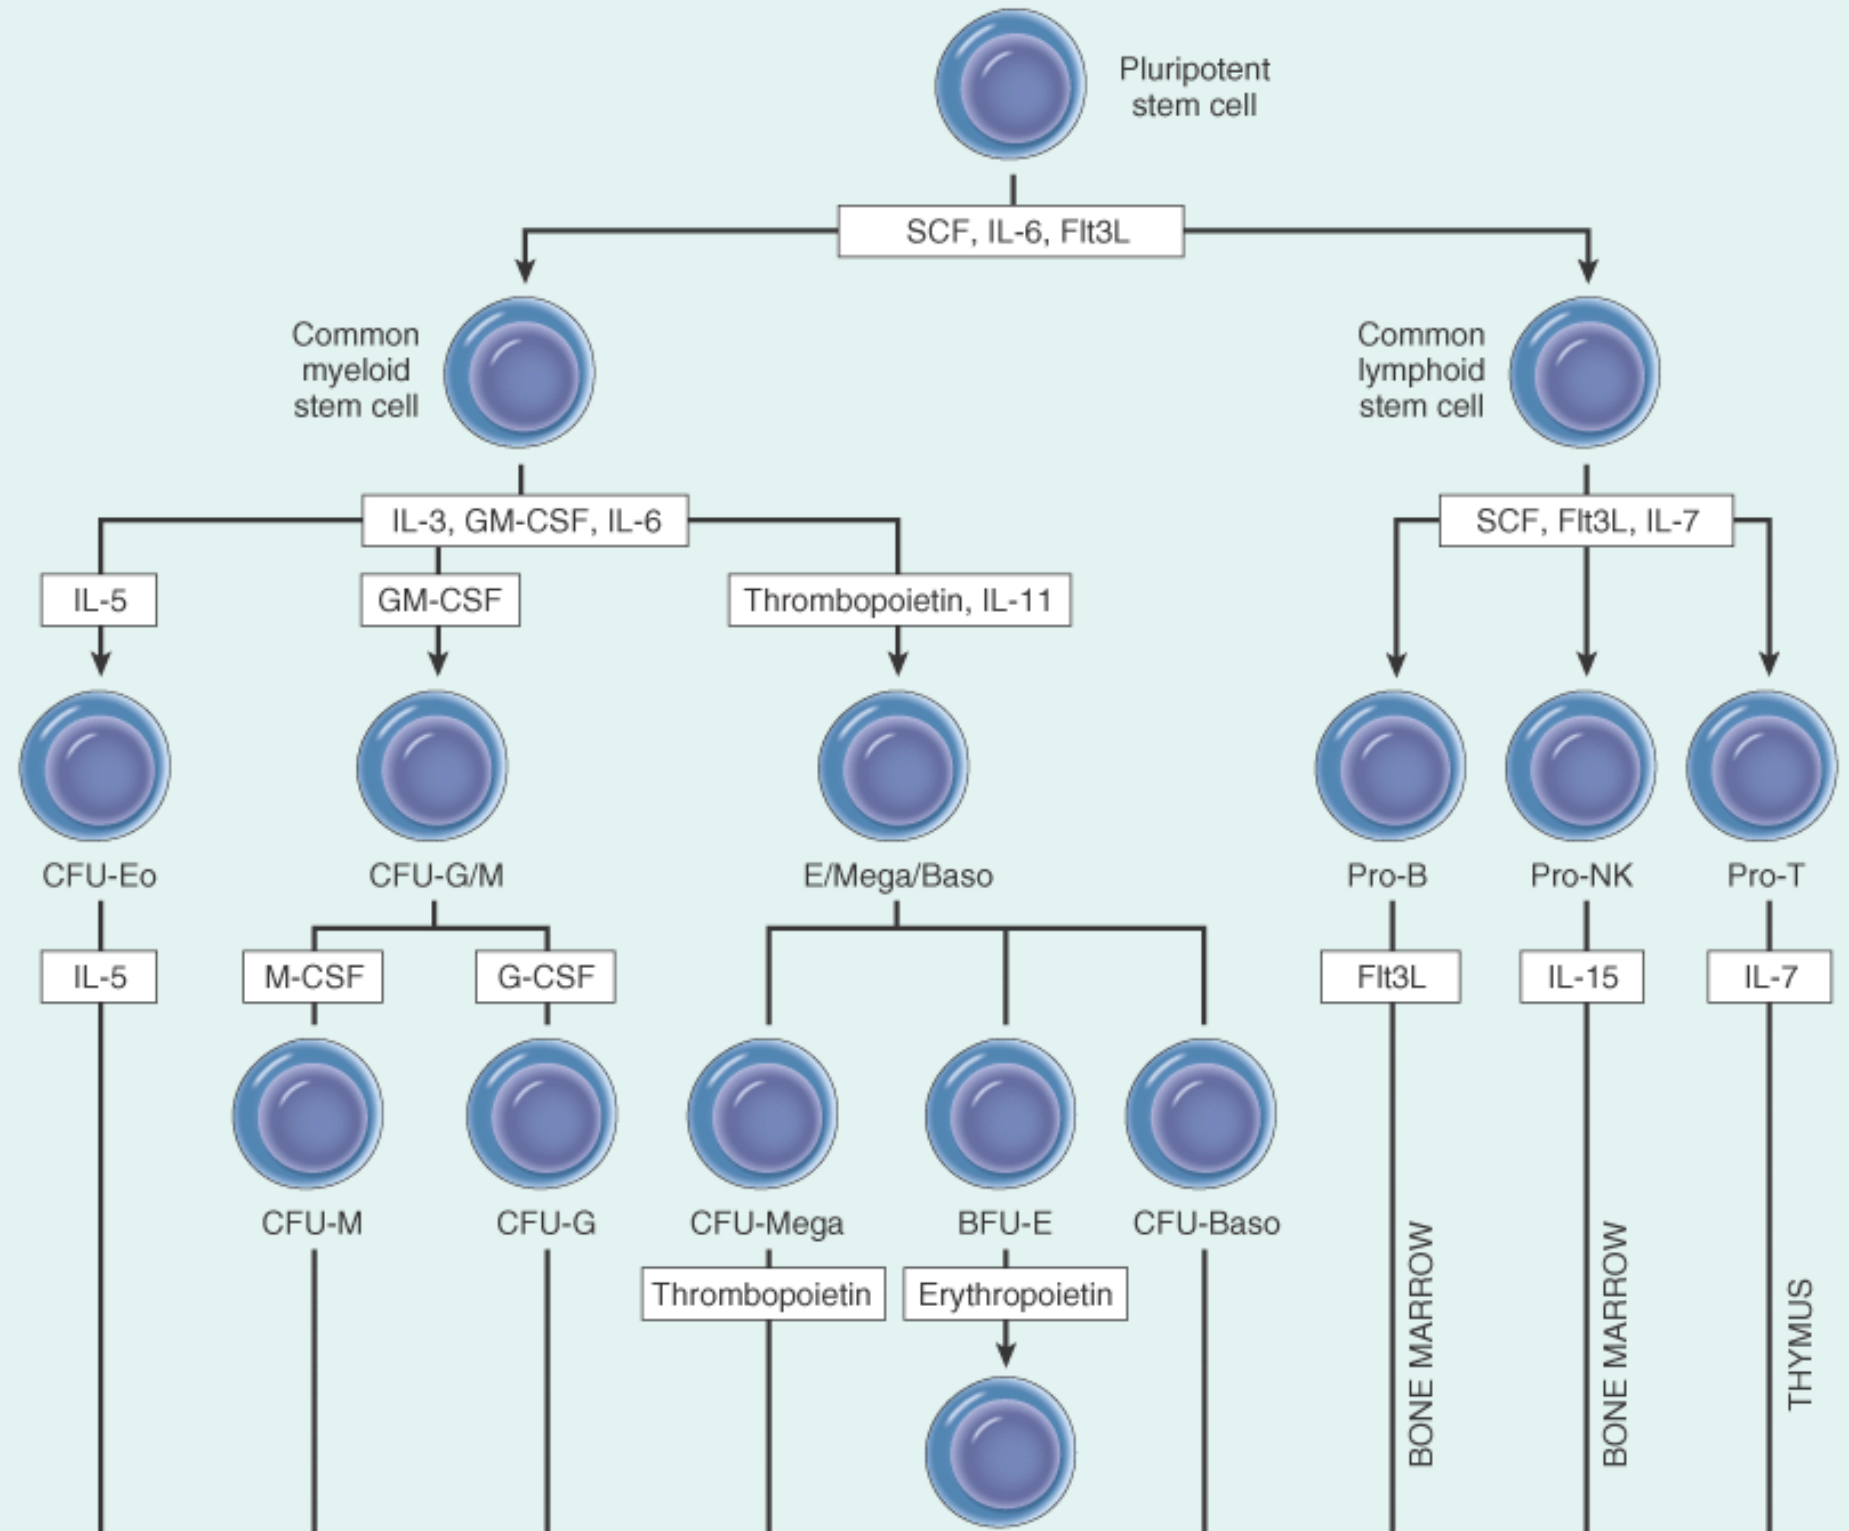 Pluripotent
stem cell
SCF, IL-6, Flt3L
Common
myeloid
stem cell
Common
lymphoid
stem cell
IL-3, GM-CSF, IL-6
SCF, Flt3L, IL-7
IL-5
GM-CSF
Thrombopoietin, IL-11
CFU-Eo
CFU-G/M
E/Mega/Baso
Pro-B
Pro-NK
Pro-T
IL-5
M-CSF
G-CSF
Flt3L
IL-15
IL-7
CFU-M
CFU-G
CFU-Mega
BFU-E
CFU-Baso
Thrombopoietin
Erythropoietin
BONE MARROW
BONE MARROW
THYMUS